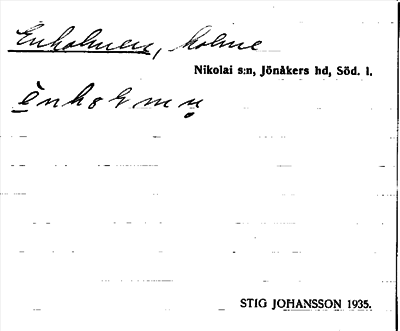 Enholmen, holme
Nikolai s:n, Jönåkers hd, Söd. l.
STIG JOHANSSON 1935.